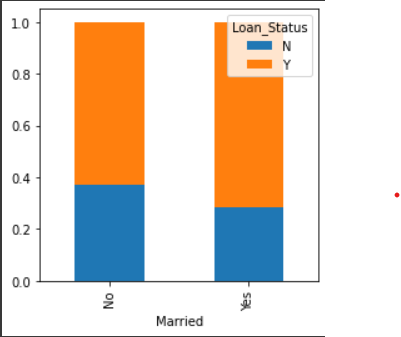 1.0
0.8
0.6
0.4
0.2
0.0
Loan_Status
N
Y
No
Yes
Married